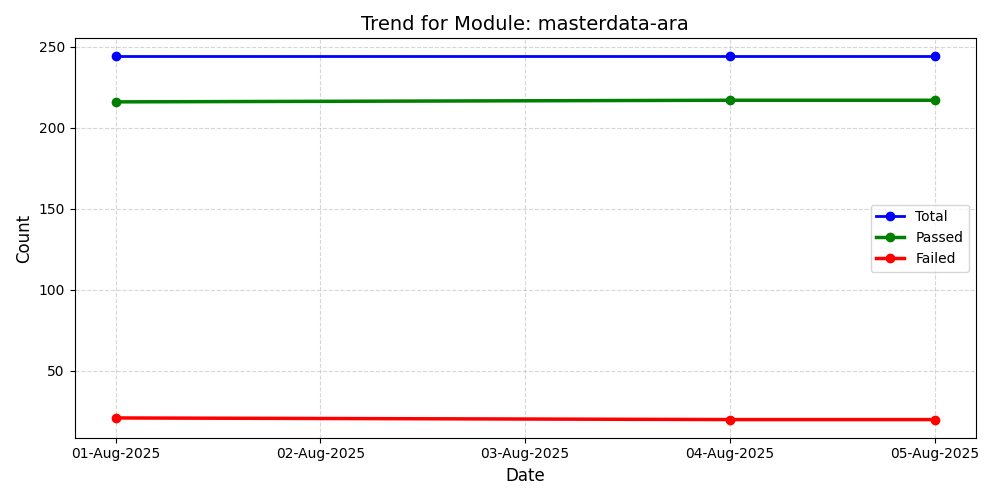 Trend for Module: masterdata-ara
250
200
150
100
50
Count
Total
Passed
Failed
01-Aug-2025
02-Aug-2025
03-Aug-2025
04-Aug-2025
05-Aug-2025
Date